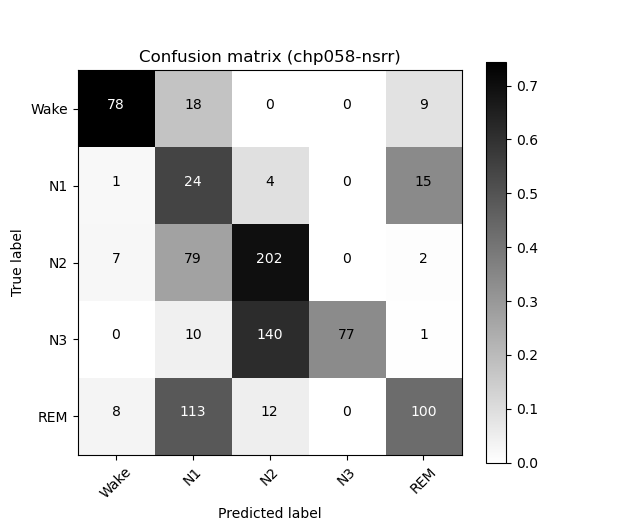 Confusion matrix (chp058-nsrr)
True label
Wake 78 18 0 0 9
N1 1 24 4 0 15
N2 7 79 202 0 2
N3 0 10 140 77 1
REM 8 113 12 0 100
Wake N1 N2 N3 REM
Predicted label
0.7
0.6
0.5
0.4
0.3
0.2
0.1
0.0